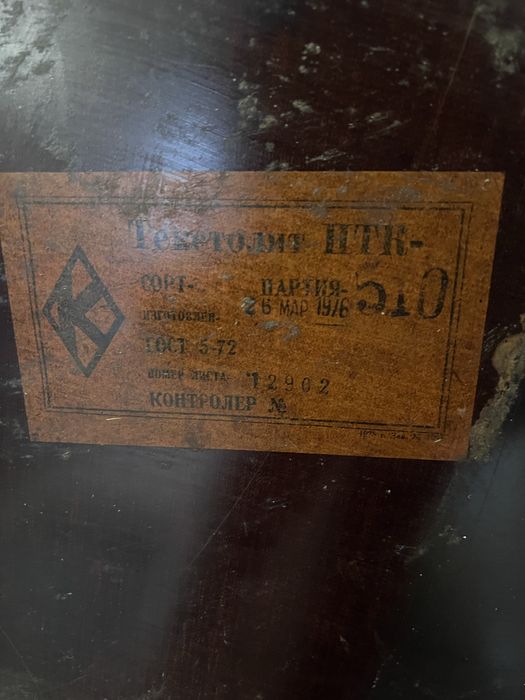 Текстолит ПТК-
СОРТ- ПАРТИЯ- 510
ИЗГОТОВЛЕН- 26 МАР 1976
ГОСТ 5-72
НОМЕР ЛИСТА- 12902
КОНТРОЛЕР №